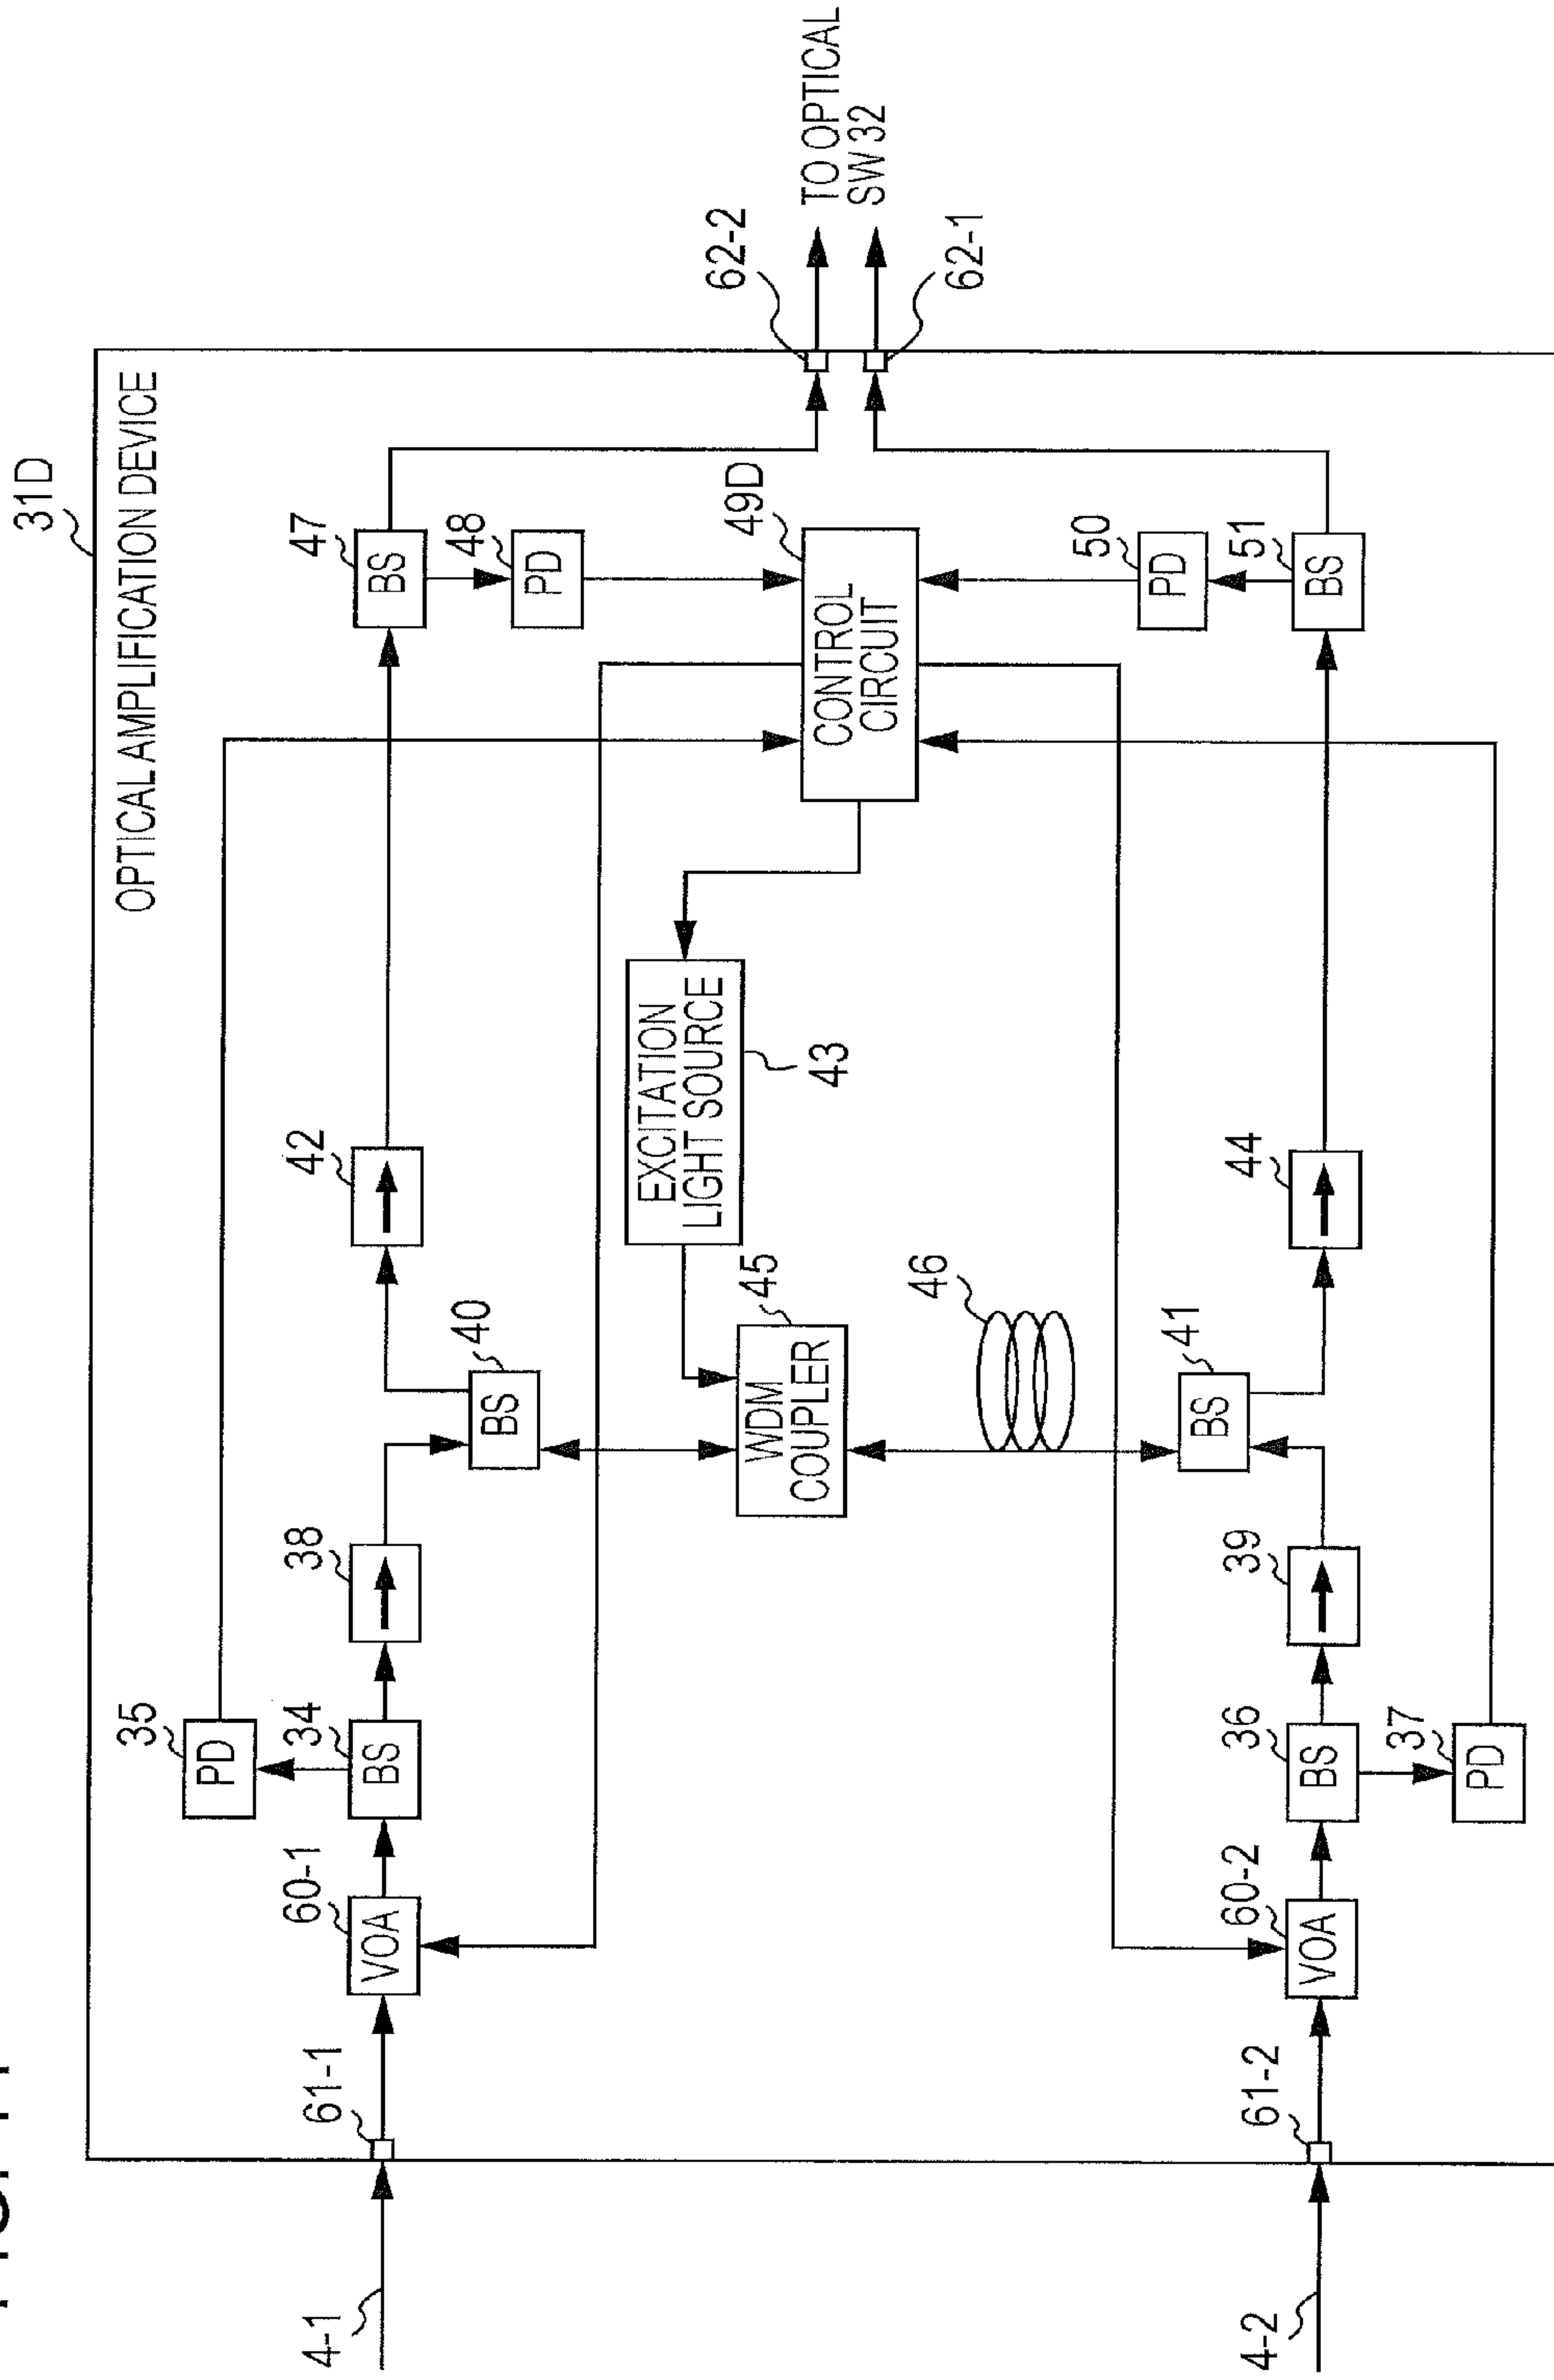 31D
OPTICAL AMPLIFICATION DEVICE
35
PD
4-1
61-1
60-1
VOA
34
BS
38
42
47
BS
40
BS
48
PD
62-2
TO OPTICAL
SW 32
62-1
EXCITATION
LIGHT SOURCE
43
49D
CONTROL
CIRCUIT
45
WDM
COUPLER
46
50
PD
41
BS
4-2
61-2
60-2
VOA
36
BS
39
44
51
BS
37
PD